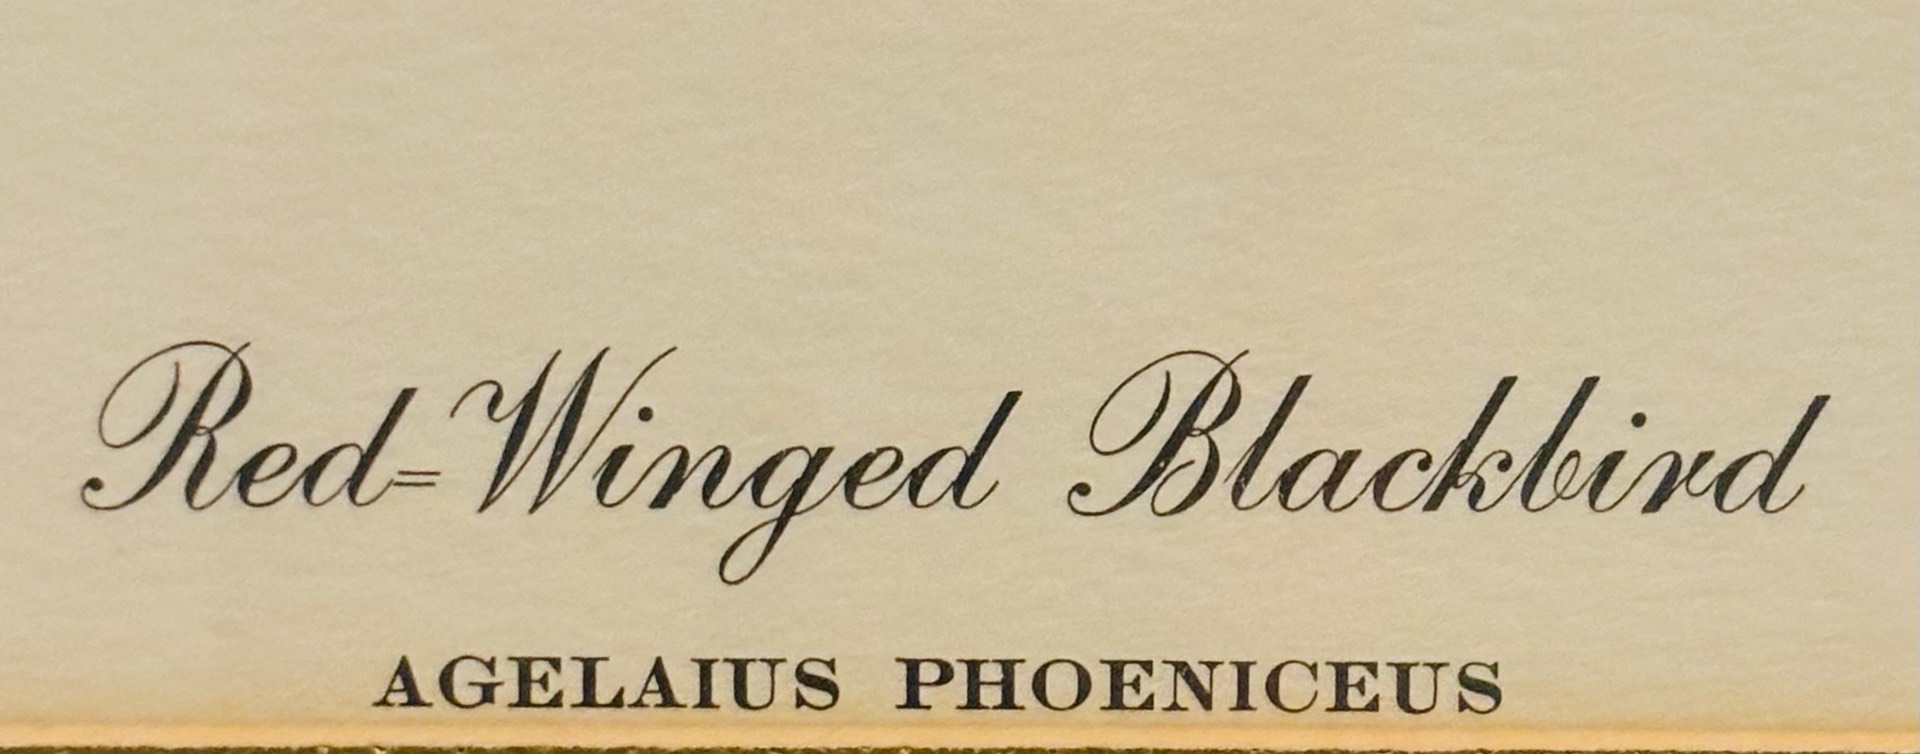 Red=Winged Blackbird
AGELAIUS PHOENICEUS